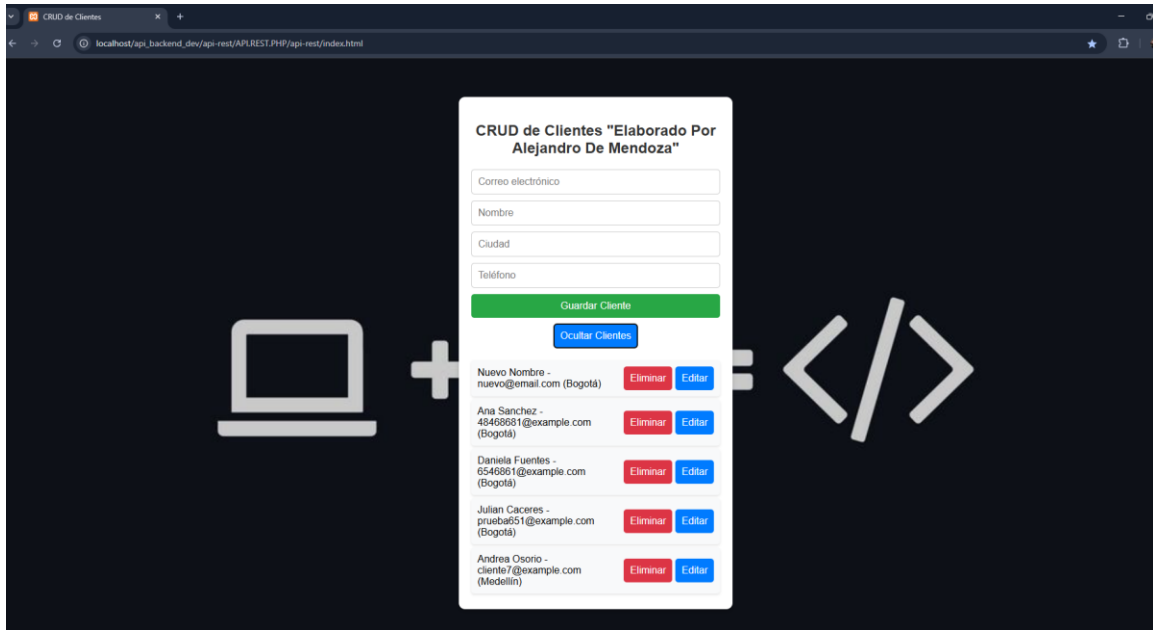 CRUD de Clientes
localhost/api_backend_dev/api-rest/API.REST.PHP/api-rest/index.html
CRUD de Clientes "Elaborado Por
Alejandro De Mendoza"
Correo electrónico
Nombre
Ciudad
Teléfono
Guardar Cliente
Ocultar Clientes
Nuevo Nombre -
nuevo@email.com (Bogotá)
Eliminar Editar
Ana Sanchez -
48468681@example.com
(Bogotá)
Eliminar Editar
Daniela Fuentes -
6546861@example.com
(Bogotá)
Eliminar Editar
Julian Caceres -
prueba651@example.com
(Bogotá)
Eliminar Editar
Andrea Osorio -
cliente7@example.com
(Medellín)
Eliminar Editar